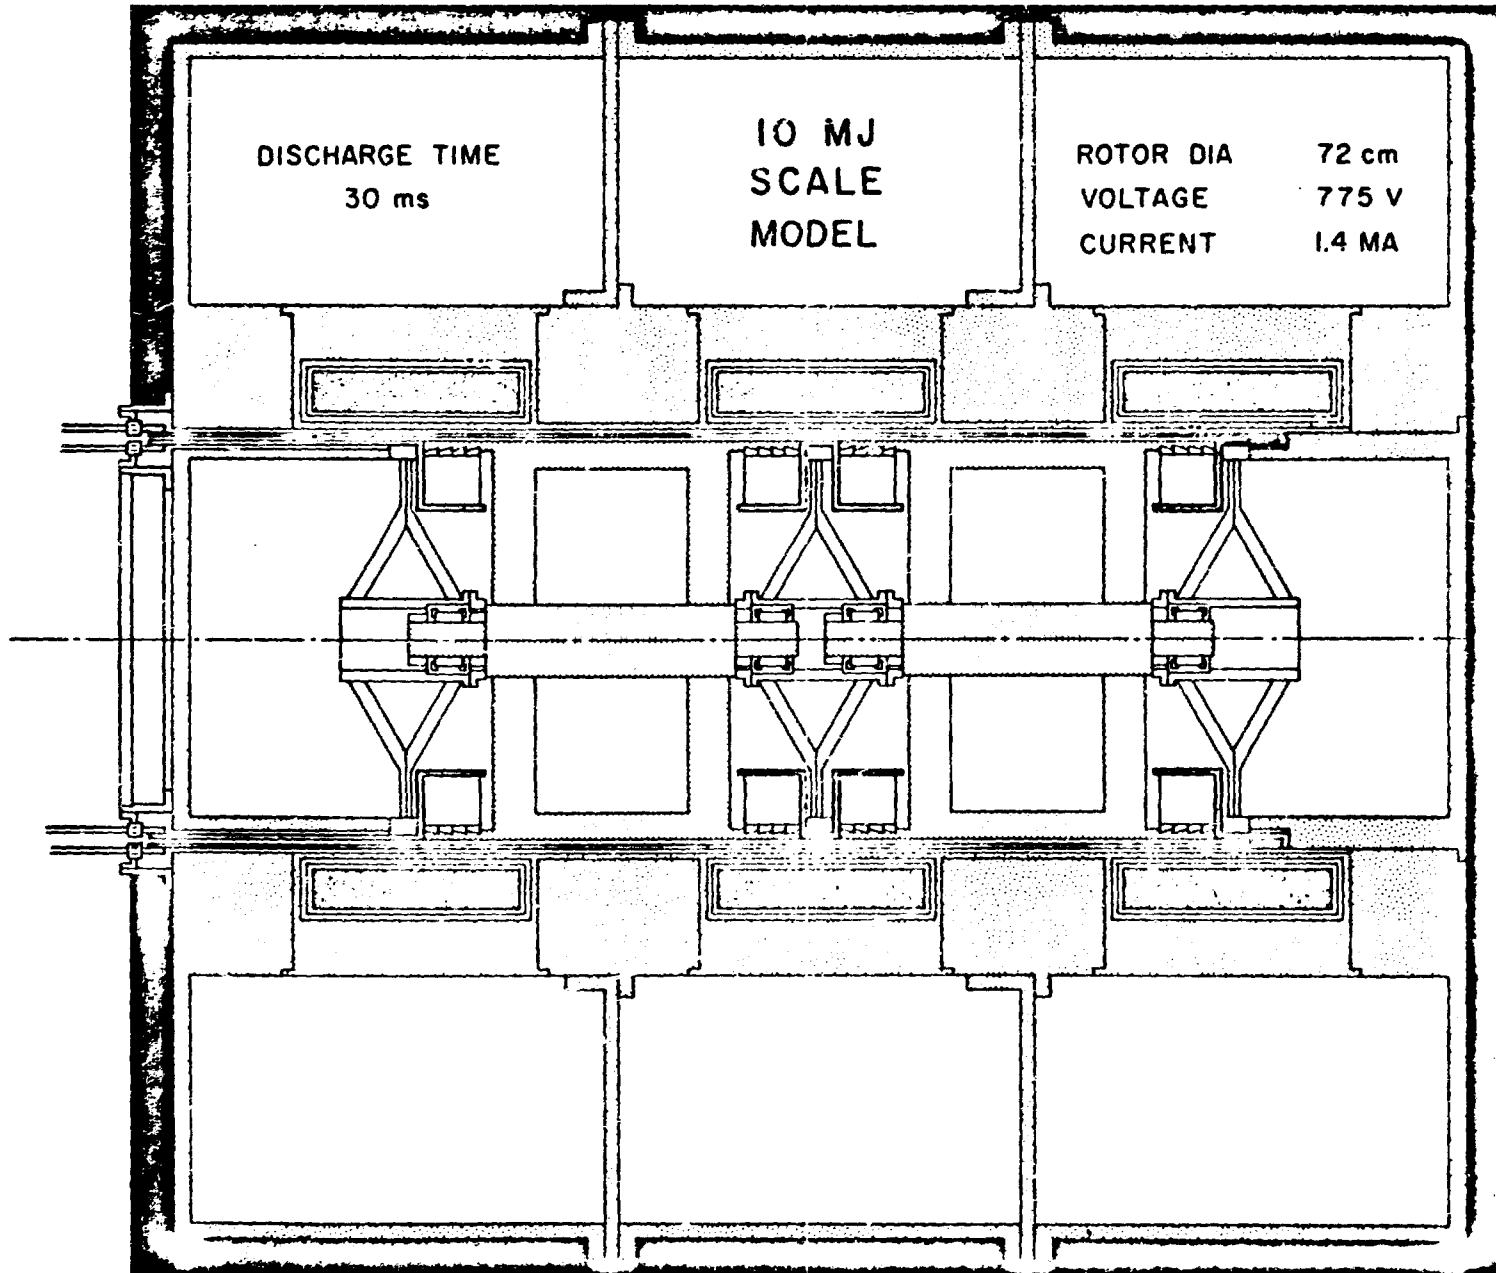 DISCHARGE TIME
30 ms
10 MJ
SCALE
MODEL
ROTOR DIA 72 cm
VOLTAGE 775 V
CURRENT 1.4 MA